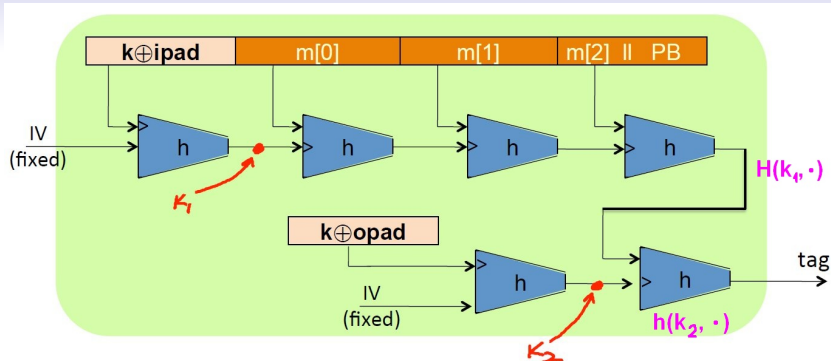 k⊕ipad m[0] m[1] m[2] ll PB
IV
(fixed)
h h h h
K₁
H(k₁,·)
k⊕opad
h h
tag
IV
(fixed)
h(k₂,·)
K₂